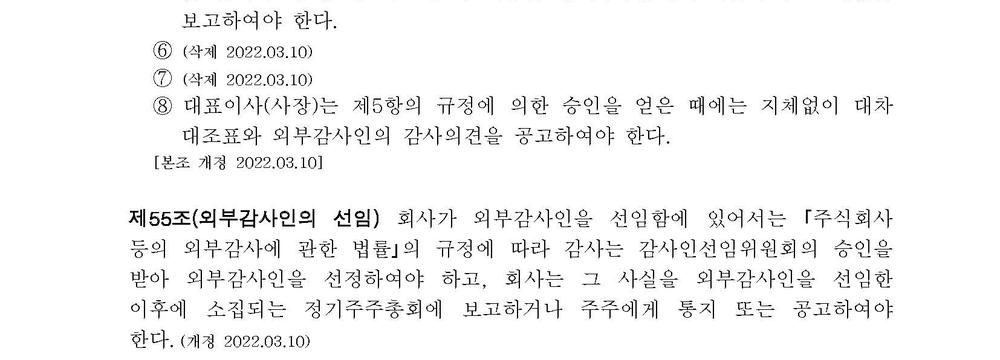 보고하여야 한다.
⑥ (삭제 2022.03.10)
⑦ (삭제 2022.03.10)
⑧ 대표이사(사장)는 제5항의 규정에 의한 승인을 얻은 때에는 지체없이 대차
대조표와 외부감사인의 감사의견을 공고하여야 한다.
[본조 개경 2022.03.10]
제55조(외부감사인의 선임) 회사가 외부감사인을 선임함에 있어서는 「주식회사
등의 외부감사에 관한 법률」의 규정에 따라 감사는 감사인선임위원회의 승인을
받아 외부감사인을 선정하여야 하고, 회사는 그 사실을 외부감사인을 선임한
이후에 소집되는 정기주주총회에 보고하거나 주주에게 통지 또는 공고하여야
한다. (개경 2022.03.10)